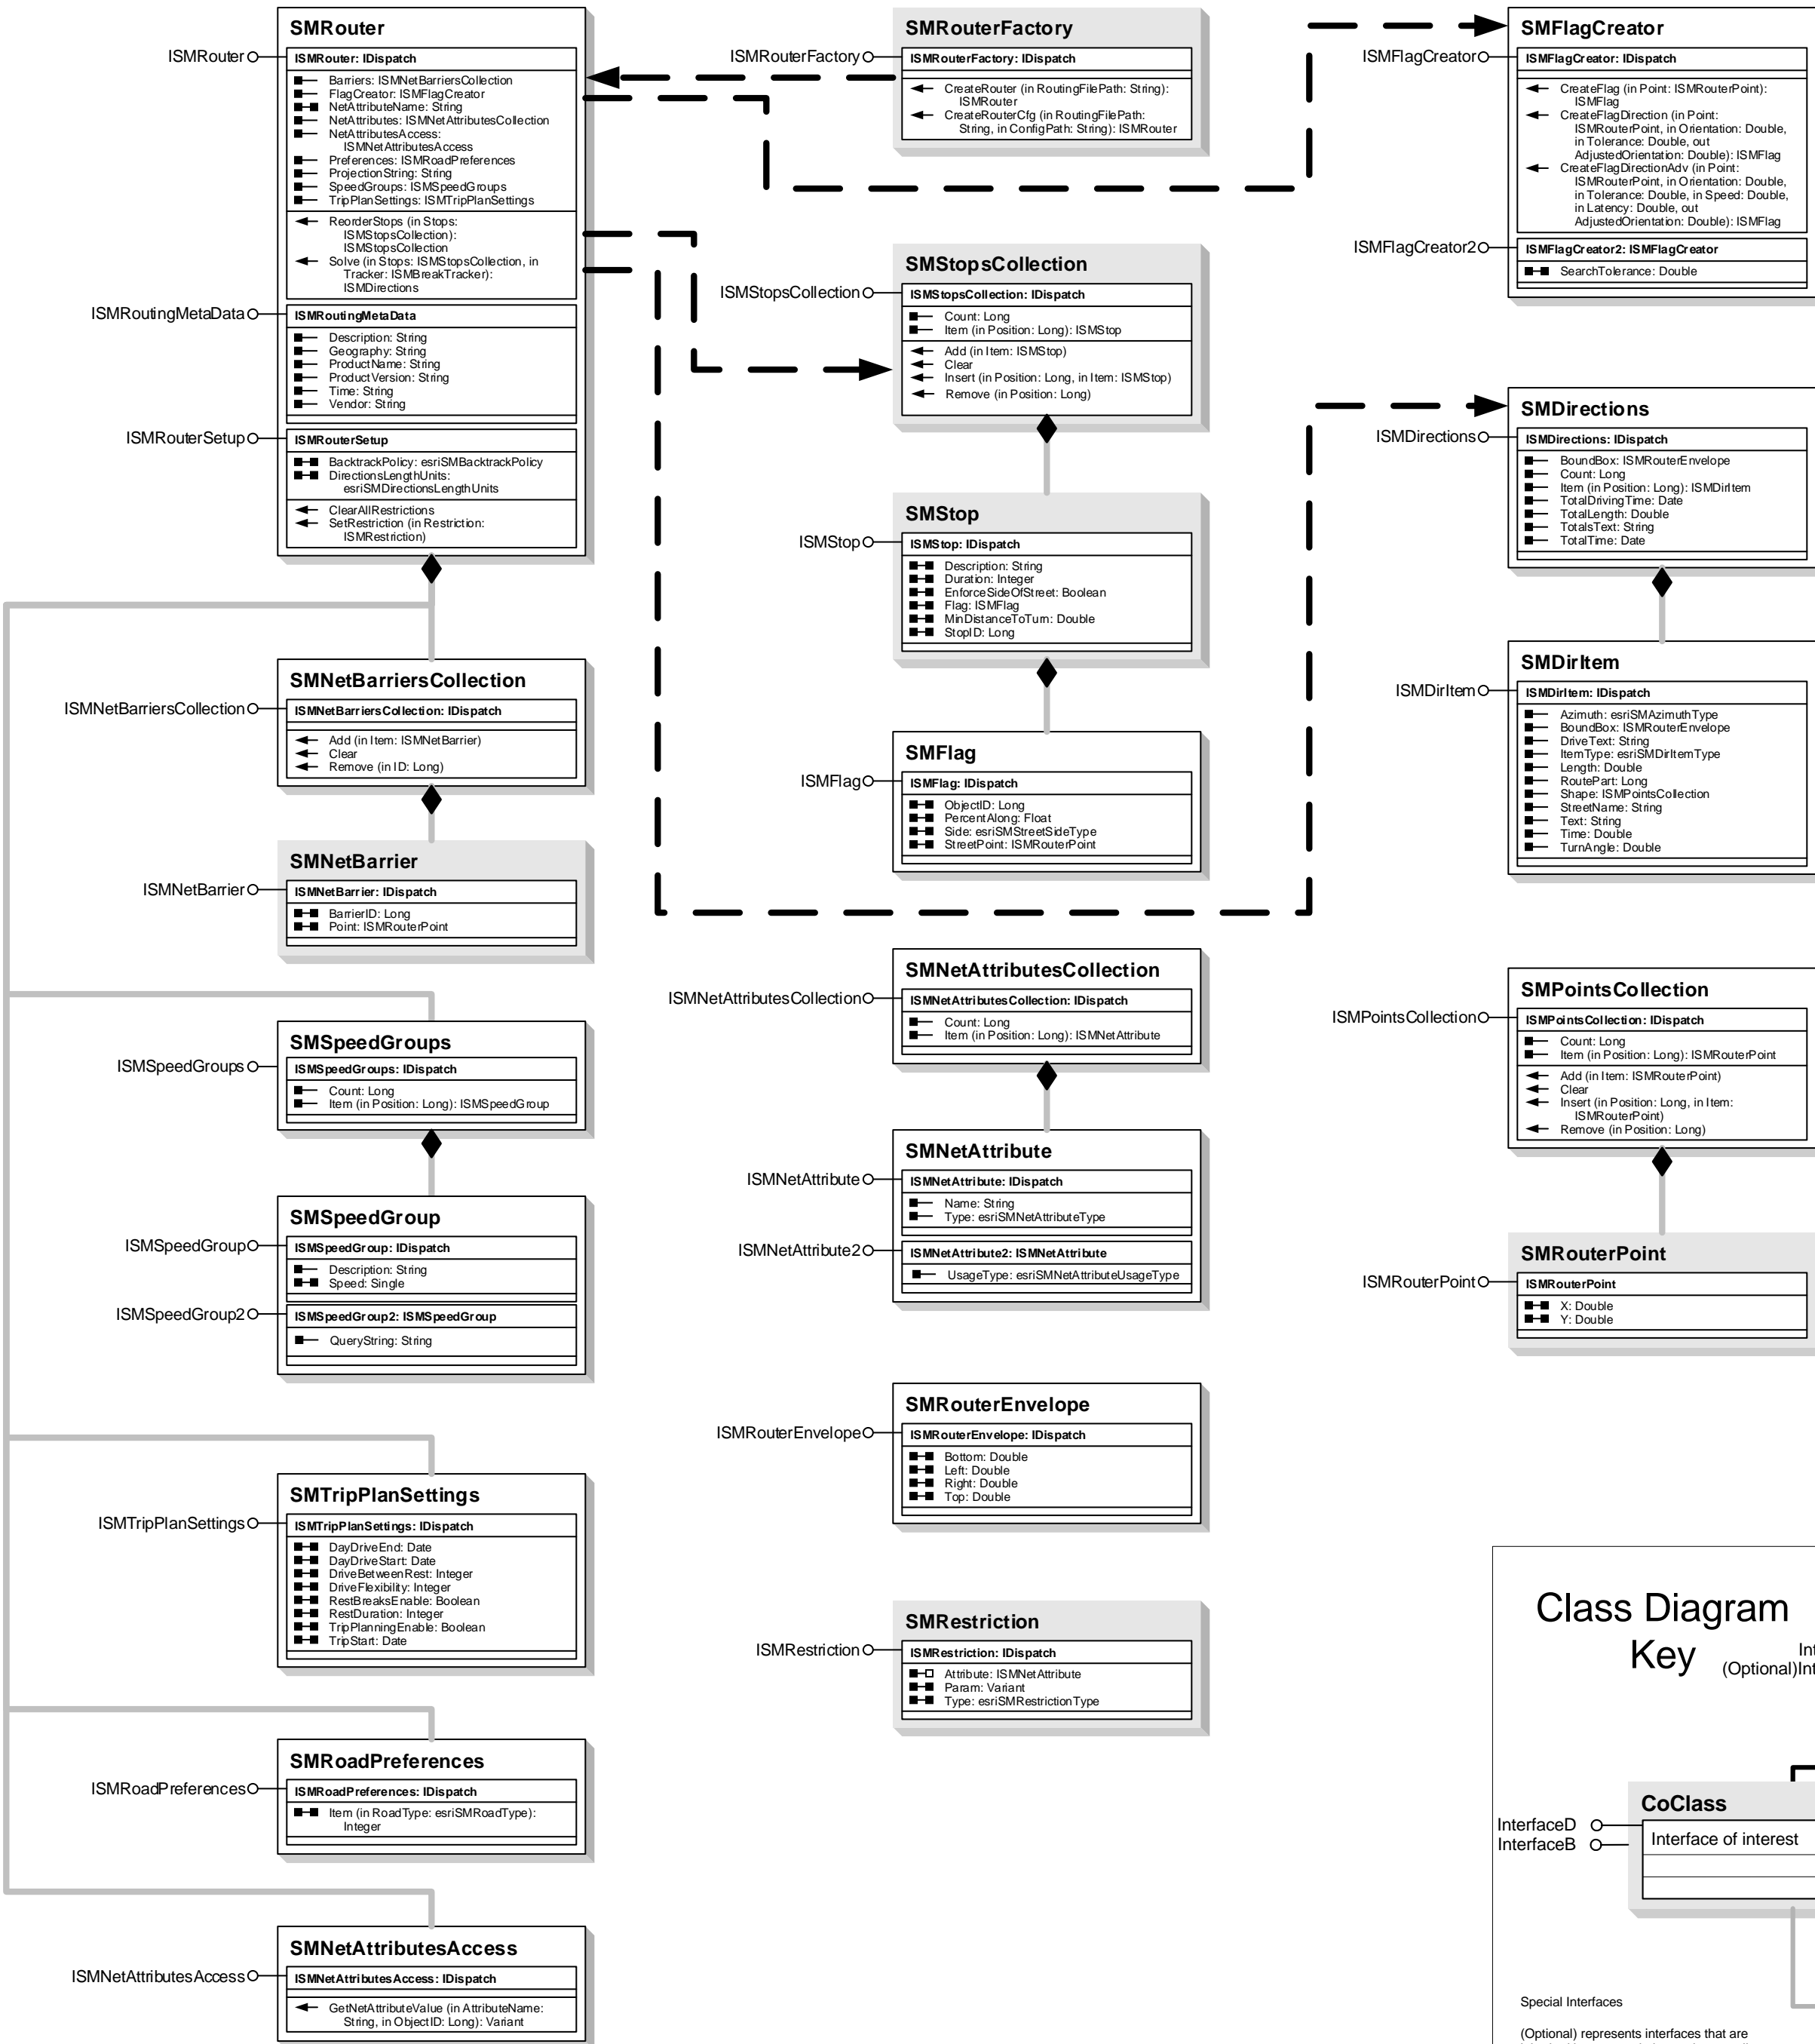 SMRouter
ISMRouter
ISMRouter: IDispatch
Barriers: ISMNetBarriersCollection
FlagCreator: ISMFlagCreator
NetAttributeName: String
NetAttributes: ISMNetAttributesCollection
NetAttributesAccess:
ISMNetAttributesAccess
Preferences: ISMRoadPreferences
ProjectionString: String
SpeedGroups: ISMSpeedGroups
TripPlanSettings: ISMTripPlanSettings
ReorderStops (in Stops:
ISMStopsCollection):
ISMStopsCollection
Solve (in Stops: ISMStopsCollection, in
Tracker: ISMBreakTracker):
ISMDirections
ISMRoutingMetaData
ISMRoutingMetaData
Description: String
Geography: String
ProductName: String
ProductVersion: String
Time: String
Vendor: String
ISMRouterSetup
ISMRouterSetup
BacktrackPolicy: esriSMBacktrackPolicy
DirectionsLengthUnits:
esriSMDirectionsLengthUnits
ClearAllRestrictions
SetRestriction (in Restriction:
ISMRestriction)
SMNetBarriersCollection
ISMNetBarriersCollection
ISMNetBarriersCollection: IDispatch
Add (in Item: ISMNetBarrier)
Clear
Remove (in ID: Long)
SMNetBarrier
ISMNetBarrier
ISMNetBarrier: IDispatch
BarrierID: Long
Point: ISMRouterPoint
SMSpeedGroups
ISMSpeedGroups
ISMSpeedGroups: IDispatch
Count: Long
Item (in Position: Long): ISMSpeedGroup
SMSpeedGroup
ISMSpeedGroup
ISMSpeedGroup: IDispatch
Description: String
Speed: Single
ISMSpeedGroup2
ISMSpeedGroup2: ISMSpeedGroup
QueryString: String
SMTripPlanSettings
ISMTripPlanSettings
ISMTripPlanSettings: IDispatch
DayDriveEnd: Date
DayDriveStart: Date
DriveBetweenRest: Integer
DriveFlexibility: Integer
RestBreaksEnable: Boolean
RestDuration: Integer
TripPlanningEnable: Boolean
TripStart: Date
SMRoadPreferences
ISMRoadPreferences
ISMRoadPreferences: IDispatch
Item (in RoadType: esriSMRoadType):
Integer
SMNetAttributesAccess
ISMNetAttributesAccess
ISMNetAttributesAccess: IDispatch
GetNetAttributeValue (in AttributeName:
String, in ObjectID: Long): Variant
SMRouterFactory
ISMRouterFactory
ISMRouterFactory: IDispatch
CreateRouter (in RoutingFilePath: String):
ISMRouter
CreateRouterCfg (in RoutingFilePath:
String, in ConfigPath: String): ISMRouter
SMStopsCollection
ISMStopsCollection
ISMStopsCollection: IDispatch
Count: Long
Item (in Position: Long): ISMStop
Add (in Item: ISMStop)
Clear
Insert (in Position: Long, in Item: ISMStop)
Remove (in Position: Long)
SMStop
ISMStop
ISMStop: IDispatch
Description: String
Duration: Integer
EnforceSideOfStreet: Boolean
Flag: ISMFlag
MinDistanceToTurn: Double
StopID: Long
SMFlag
ISMFlag
ISMFlag: IDispatch
ObjectID: Long
PercentAlong: Float
Side: esriSMStreetSideType
StreetPoint: ISMRouterPoint
SMNetAttributesCollection
ISMNetAttributesCollection
ISMNetAttributesCollection: IDispatch
Count: Long
Item (in Position: Long): ISMNetAttribute
SMNetAttribute
ISMNetAttribute
ISMNetAttribute: IDispatch
Name: String
Type: esriSMNetAttributeType
ISMNetAttribute2
ISMNetAttribute2: ISMNetAttribute
UsageType: esriSMNetAttributeUsageType
SMRouterEnvelope
ISMRouterEnvelope
ISMRouterEnvelope: IDispatch
Bottom: Double
Left: Double
Right: Double
Top: Double
SMRestriction
ISMRestriction
ISMRestriction: IDispatch
Attribute: ISMNetAttribute
Param: Variant
Type: esriSMRestrictionType
SMFlagCreator
ISMFlagCreator
ISMFlagCreator: IDispatch
CreateFlag (in Point: ISMRouterPoint):
ISMFlag
CreateFlagDirection (in Point:
ISMRouterPoint, in Orientation: Double,
in Tolerance: Double, out
AdjustedOrientation: Double): ISMFlag
CreateFlagDirectionAdv (in Point:
ISMRouterPoint, in Orientation: Double,
in Tolerance: Double, in Speed: Double,
in Latency: Double, out
AdjustedOrientation: Double): ISMFlag
ISMFlagCreator2
ISMFlagCreator2: ISMFlagCreator
SearchTolerance: Double
SMDirections
ISMDirections
ISMDirections: IDispatch
BoundBox: ISMRouterEnvelope
Count: Long
Item (in Position: Long): ISMDirItem
TotalDrivingTime: Date
TotalLength: Double
TotalsText: String
TotalTime: Date
SMDirItem
ISMDirItem
ISMDirItem: IDispatch
Azimuth: esriSMAzimuthType
BoundBox: ISMRouterEnvelope
DriveText: String
ItemType: esriSMDirItemType
Length: Double
RoutePart: Long
Shape: ISMPointsCollection
StreetName: String
Text: String
Time: Double
TurnAngle: Double
SMPointsCollection
ISMPointsCollection
ISMPointsCollection: IDispatch
Count: Long
Item (in Position: Long): ISMRouterPoint
Add (in Item: ISMRouterPoint)
Clear
Insert (in Position: Long, in Item:
ISMRouterPoint)
Remove (in Position: Long)
SMRouterPoint
ISMRouterPoint
ISMRouterPoint
X: Double
Y: Double
Class Diagram
Key
(Optional)
CoClass
InterfaceD
InterfaceB
Interface of interest
Special Interfaces
(Optional) represents interfaces that are